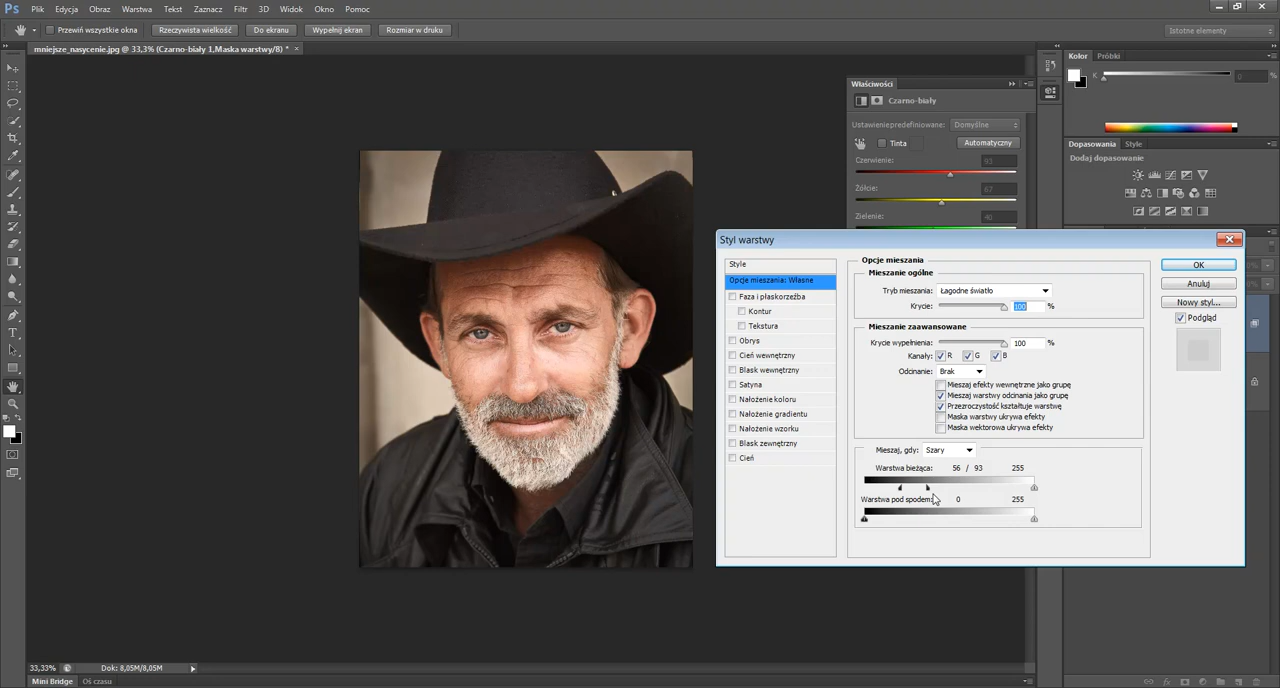 Ps Plik Edycja Obraz Warstwa Tekst Zaznacz Filtr 3D Widok Okno Pomoc
Przewiń wszystkie okna Rzeczywista wielkość Do ekranu Wypełnij ekran Rozmiar w druku Istotne elementy
mniejsze_nasycenie.jpg @ 33,3% (Czarno-biały 1,Maska warstwy/8) * ×
Kolor Próbki
K 0 %
Właściwości
Czarno-biały
Ustawienie predefiniowane: Domyślne
Tinta Automatyczny
Czerwienie: 93
Żółcie: 67
Zielenie: 40
Dopasowania Style
Dodaj dopasowanie
Styl warstwy
Style
Opcje mieszania: Własne
Faza i płaskorzeźba
Kontur
Tekstura
Obrys
Cień wewnętrzny
Blask wewnętrzny
Satyna
Nałożenie koloru
Nałożenie gradientu
Nałożenie wzorku
Blask zewnętrzny
Cień
Opcje mieszania
Mieszanie ogólne
Tryb mieszania: Łagodne światło
Krycie: 100 %
Mieszanie zaawansowane
Krycie wypełnienia: 100 %
Kanały: R G B
Odcinanie: Brak
Mieszaj efekty wewnętrzne jako grupę
Mieszaj warstwy odcinania jako grupę
Przezroczystość kształtuje warstwę
Maska warstwy ukrywa efekty
Maska wektorowa ukrywa efekty
Mieszaj, gdy: Szary
Warstwa bieżąca: 56 / 93 255
Warstwa pod spodem: 0 255
OK
Anuluj
Nowy styl...
Podgląd
33,33% Dok: 8,05M/8,05M
Mini Bridge Oś czasu